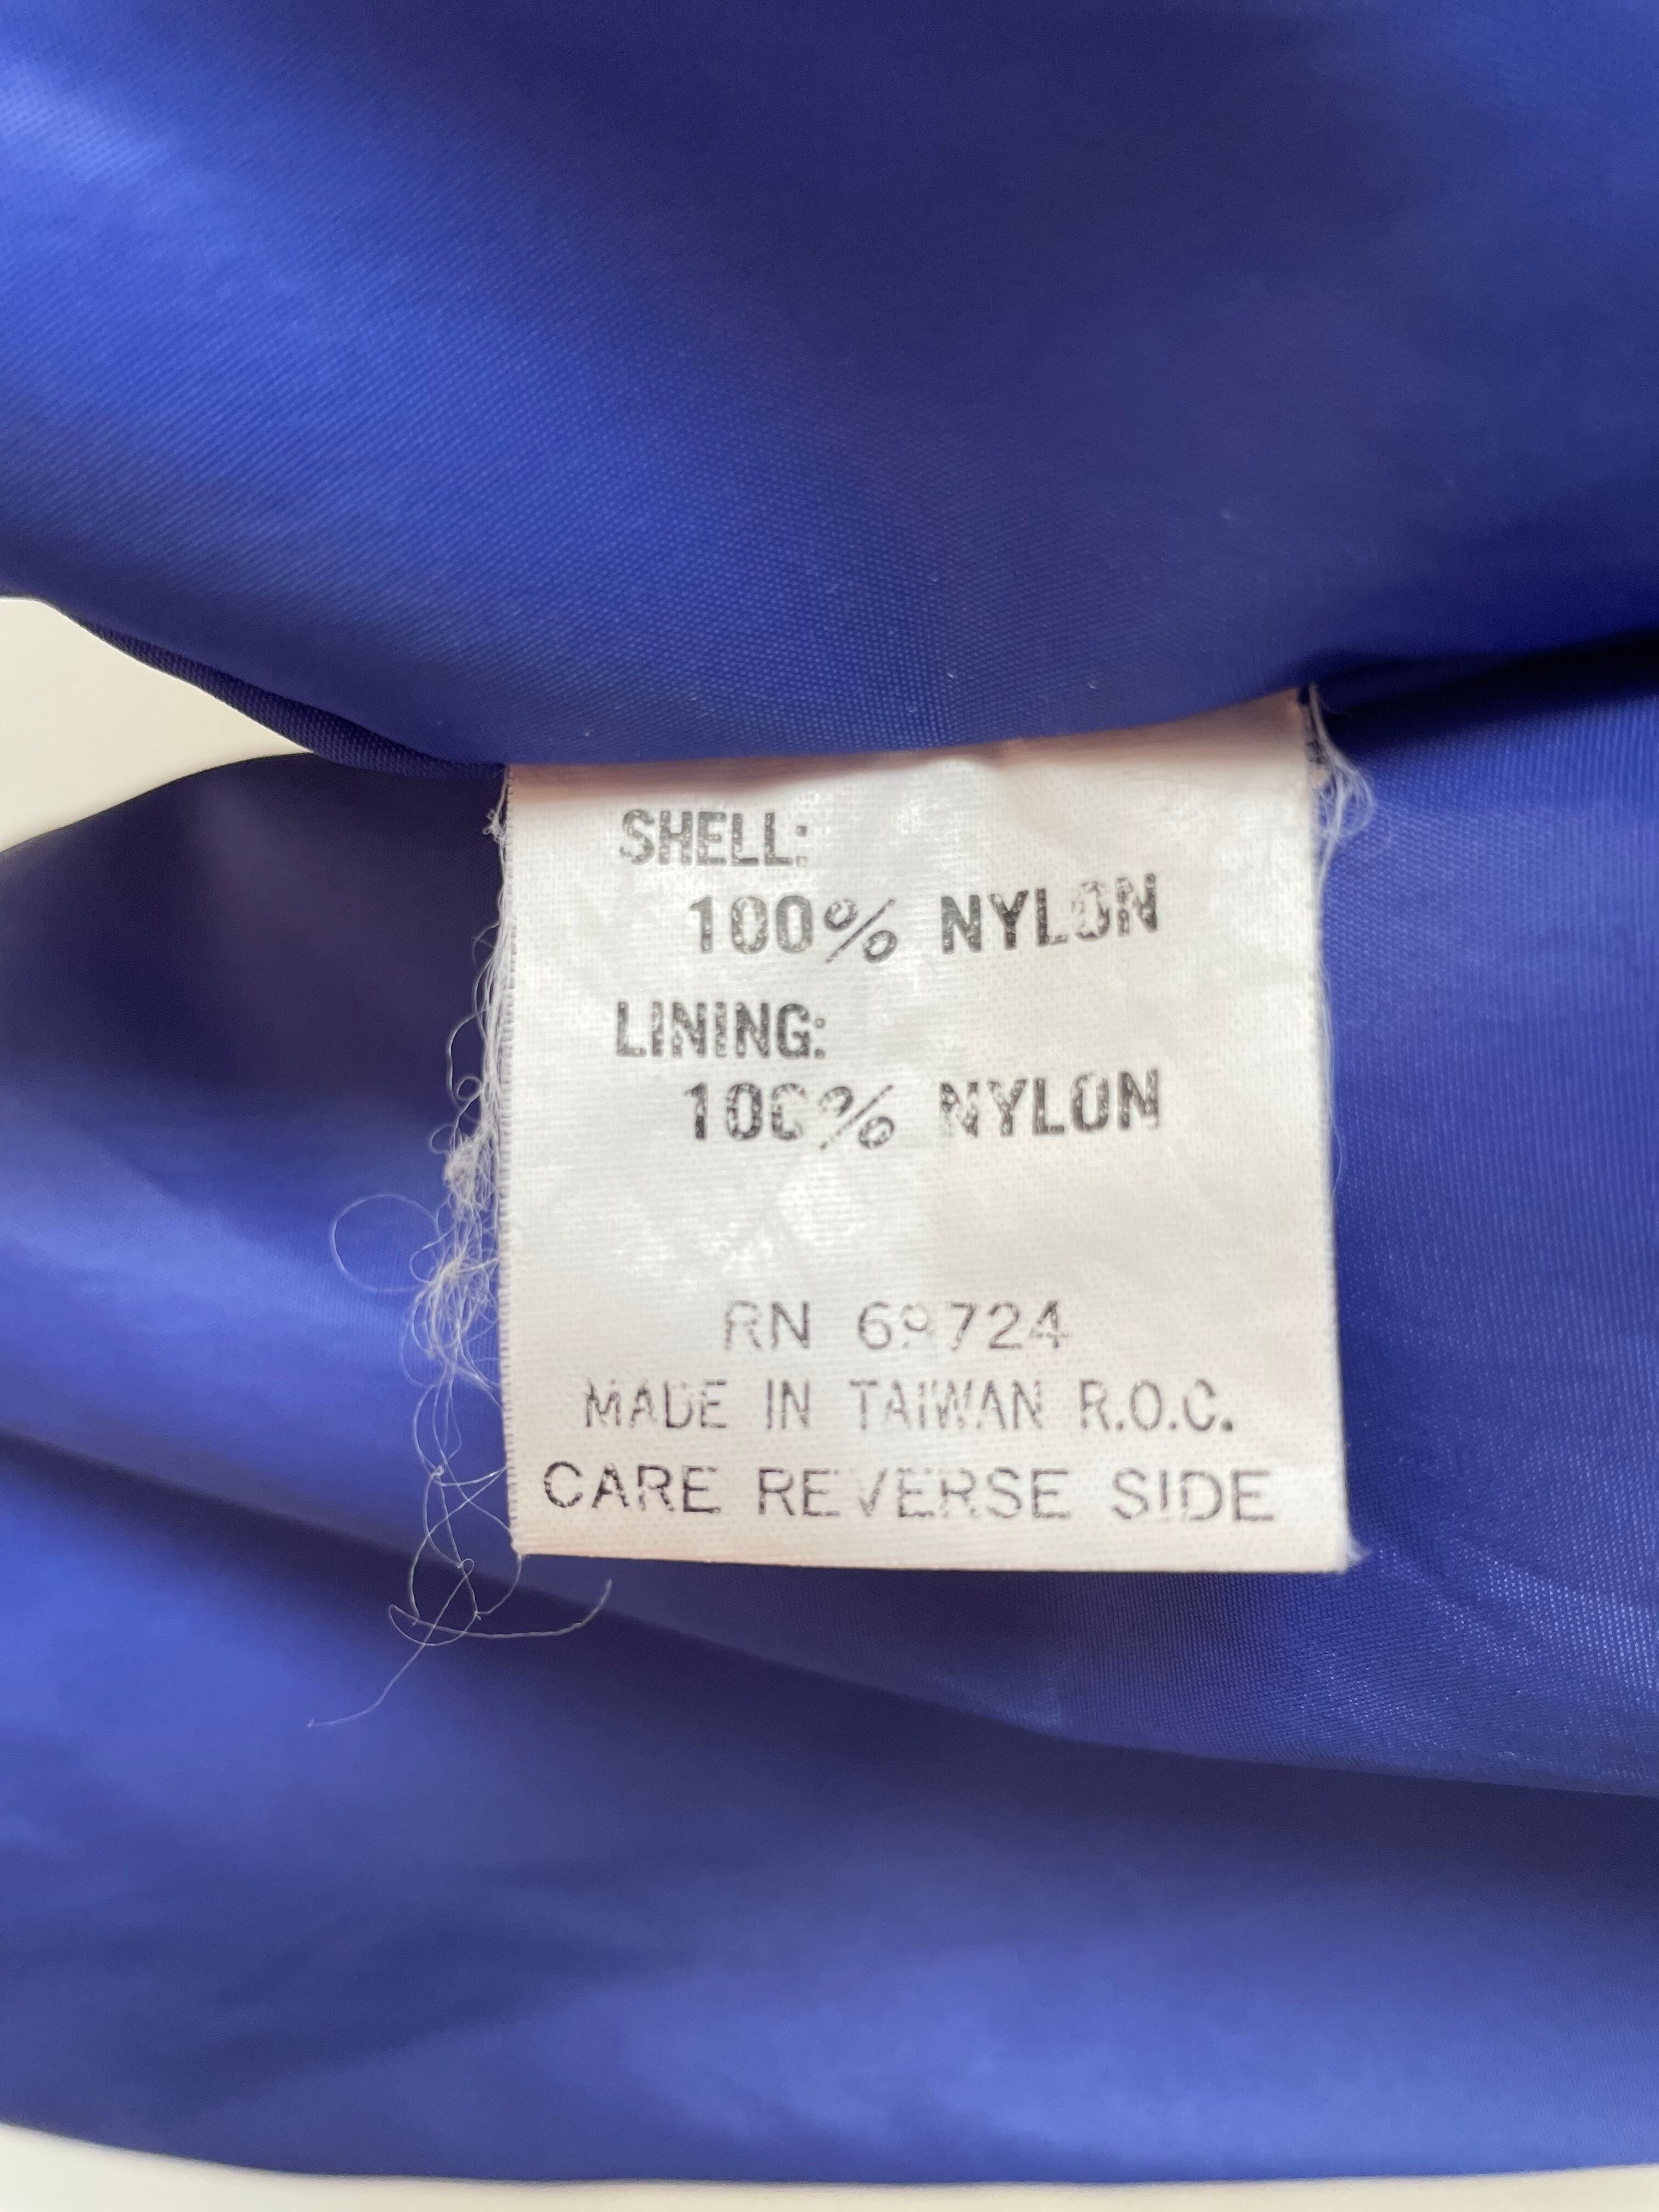 SHELL:
100% NYLON
LINING:
100% NYLON
RN 69724
MADE IN TAIWAN R.O.C.
CARE REVERSE SIDE